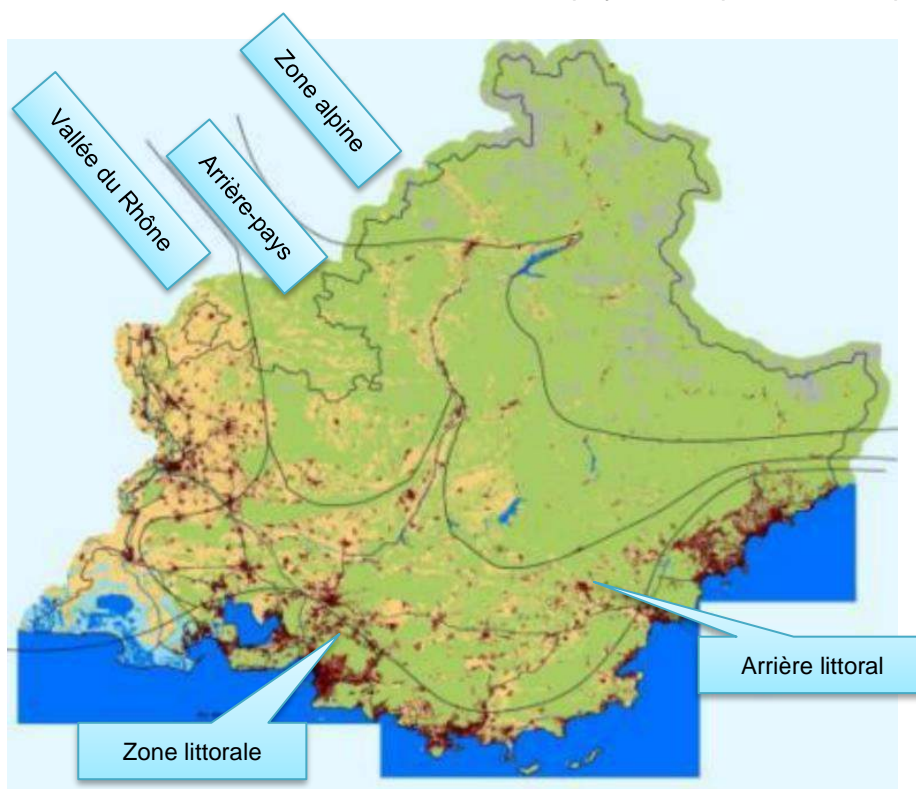 Zone alpine
Vallée du Rhône
Arrière-pays
Arrière littoral
Zone littorale